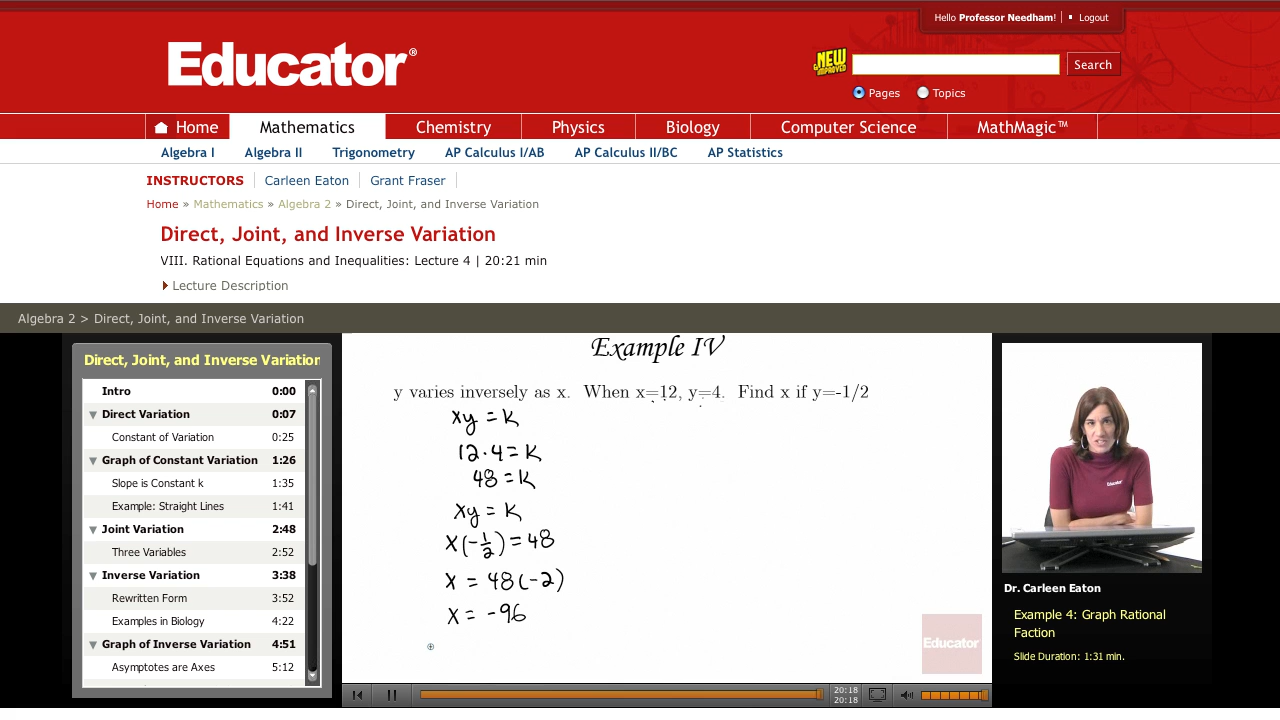 Hello Professor Needham! Logout
Educator®
NEW
& IMPROVED
Search
Pages Topics
Home Mathematics Chemistry Physics Biology Computer Science MathMagic™
Algebra I Algebra II Trigonometry AP Calculus I/AB AP Calculus II/BC AP Statistics
INSTRUCTORS Carleen Eaton Grant Fraser
Home » Mathematics » Algebra 2 » Direct, Joint, and Inverse Variation
Direct, Joint, and Inverse Variation
VIII. Rational Equations and Inequalities: Lecture 4 | 20:21 min
Lecture Description
Algebra 2 > Direct, Joint, and Inverse Variation
Direct, Joint, and Inverse Variation
Intro 0:00
Direct Variation 0:07
Constant of Variation 0:25
Graph of Constant Variation 1:26
Slope is Constant k 1:35
Example: Straight Lines 1:41
Joint Variation 2:48
Three Variables 2:52
Inverse Variation 3:38
Rewritten Form 3:52
Examples in Biology 4:22
Graph of Inverse Variation 4:51
Asymptotes are Axes 5:12
Example IV
y varies inversely as x. When x=12, y=4. Find x if y=-1/2
xy = K
12·4 = K
48 = K
xy = K
x(-1/2) = 48
x = 48(-2)
x = -96
Educator
20:18
20:18
Educator
Dr. Carleen Eaton
Example 4: Graph Rational
Faction
Slide Duration: 1:31 min.